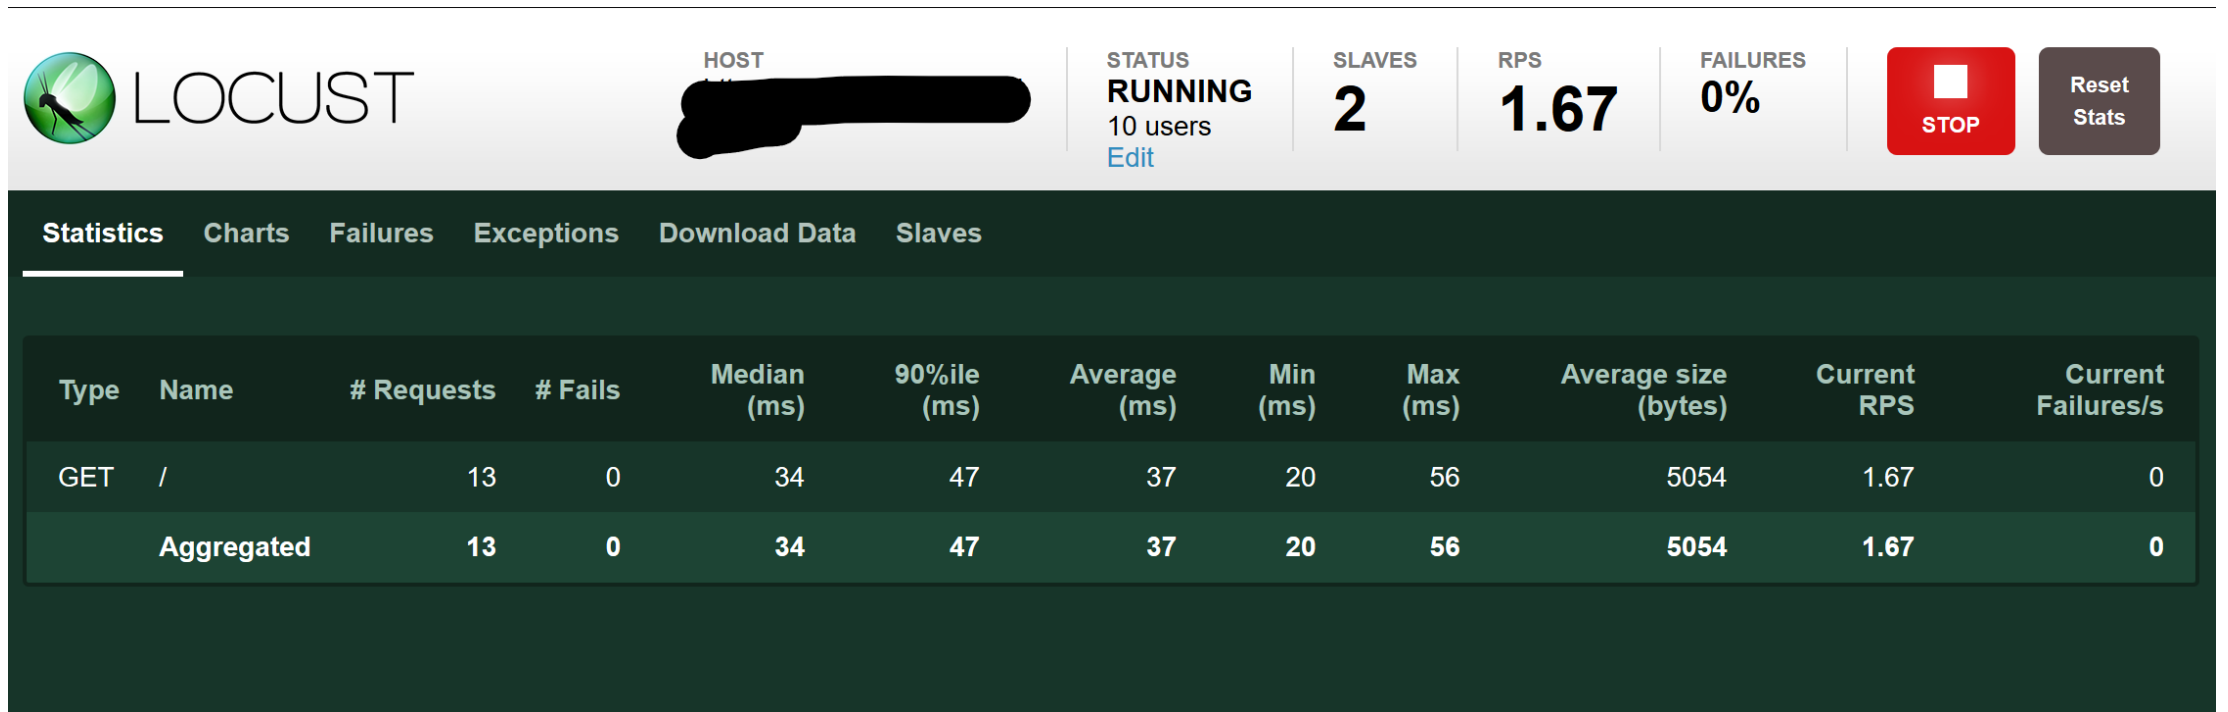 LOCUST
HOST
STATUS
RUNNING
10 users
Edit
SLAVES
2
RPS
1.67
FAILURES
0%
STOP
Reset
Stats
Statistics Charts Failures Exceptions Download Data Slaves
Type Name # Requests # Fails Median (ms) 90%ile (ms) Average (ms) Min (ms) Max (ms) Average size (bytes) Current RPS Current Failures/s
GET / 13 0 34 47 37 20 56 5054 1.67 0
Aggregated 13 0 34 47 37 20 56 5054 1.67 0